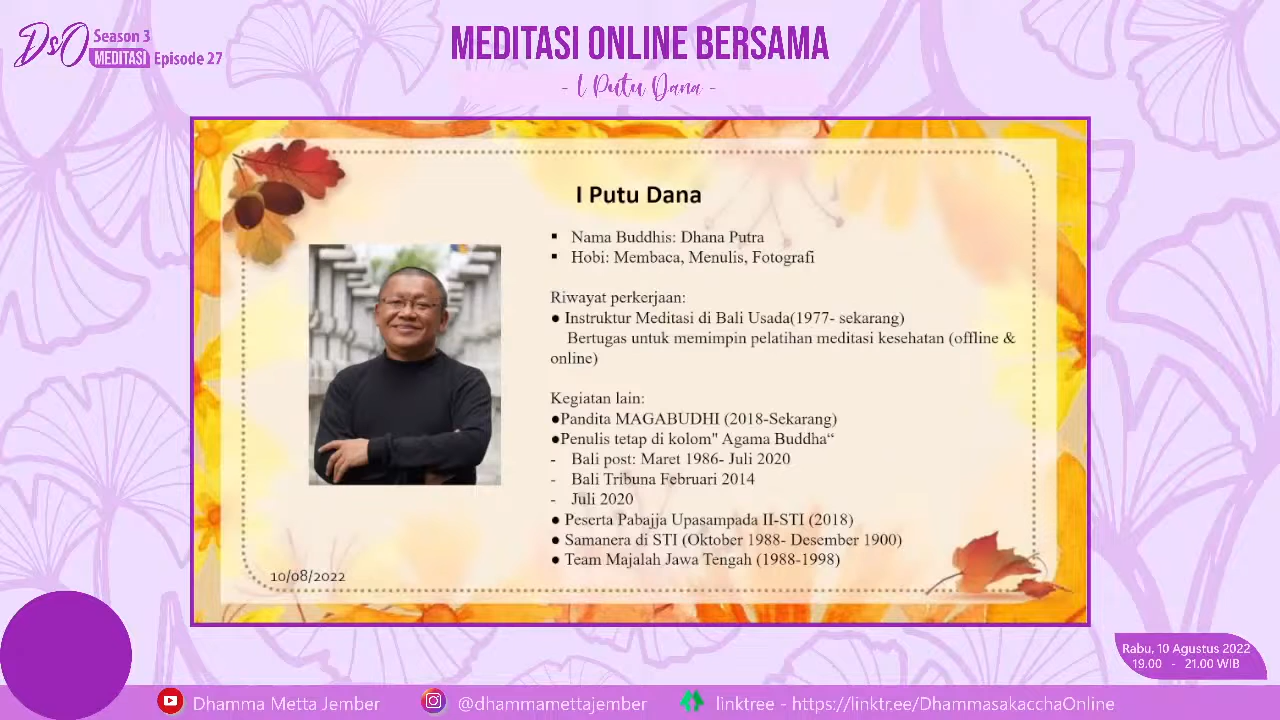 DsO Season 3
MEDITASI Episode 27
MEDITASI ONLINE BERSAMA
- I Putu Dana -
I Putu Dana
▪ Nama Buddhis: Dhana Putra
▪ Hobi: Membaca, Menulis, Fotografi
Riwayat perkerjaan:
● Instruktur Meditasi di Bali Usada(1977- sekarang)
Bertugas untuk memimpin pelatihan meditasi kesehatan (offline &
online)
Kegiatan lain:
●Pandita MAGABUDHI (2018-Sekarang)
●Penulis tetap di kolom" Agama Buddha“
- Bali post: Maret 1986- Juli 2020
- Bali Tribuna Februari 2014
- Juli 2020
● Peserta Pabajja Upasampada II-STI (2018)
● Samanera di STI (Oktober 1988- Desember 1900)
● Team Majalah Jawa Tengah (1988-1998)
10/08/2022
Rabu, 10 Agustus 2022
19.00 - 21.00 WIB
Dhamma Metta Jember
@dhammamettajember
linktree - https://linktr.ee/DhammasakacchaOnline